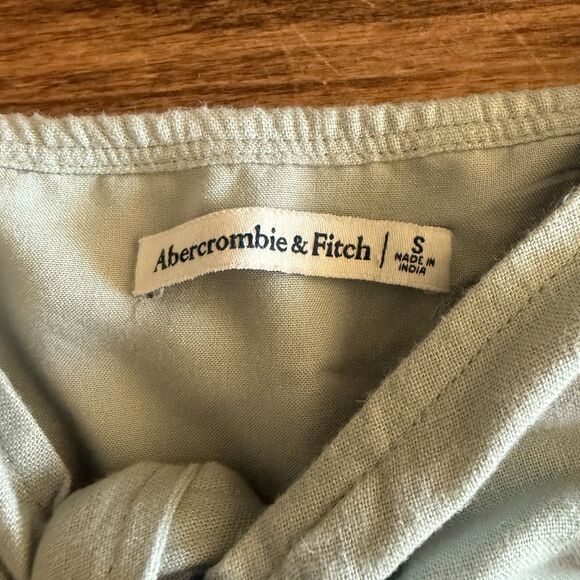 Abercrombie & Fitch | S
MADE IN
INDIA